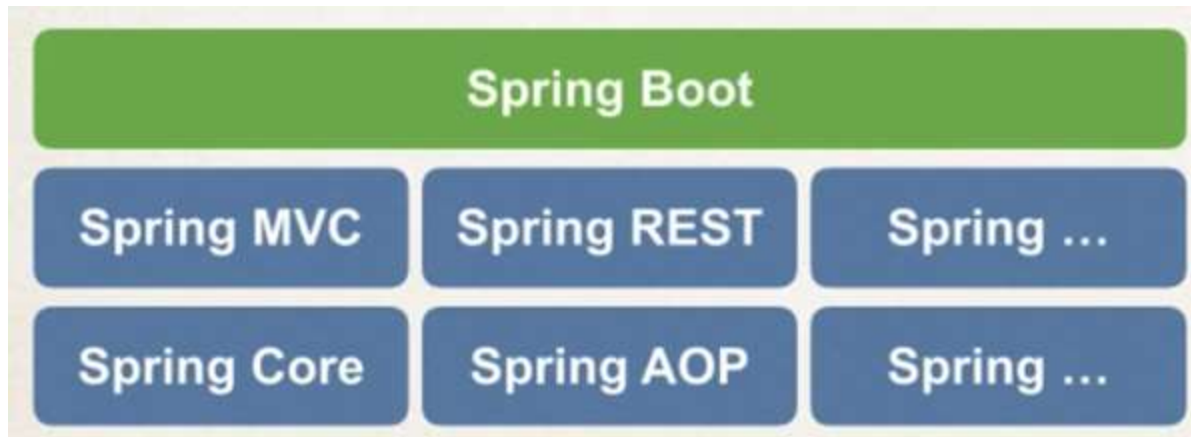 Spring Boot
Spring MVC Spring REST Spring ...
Spring Core Spring AOP Spring ...